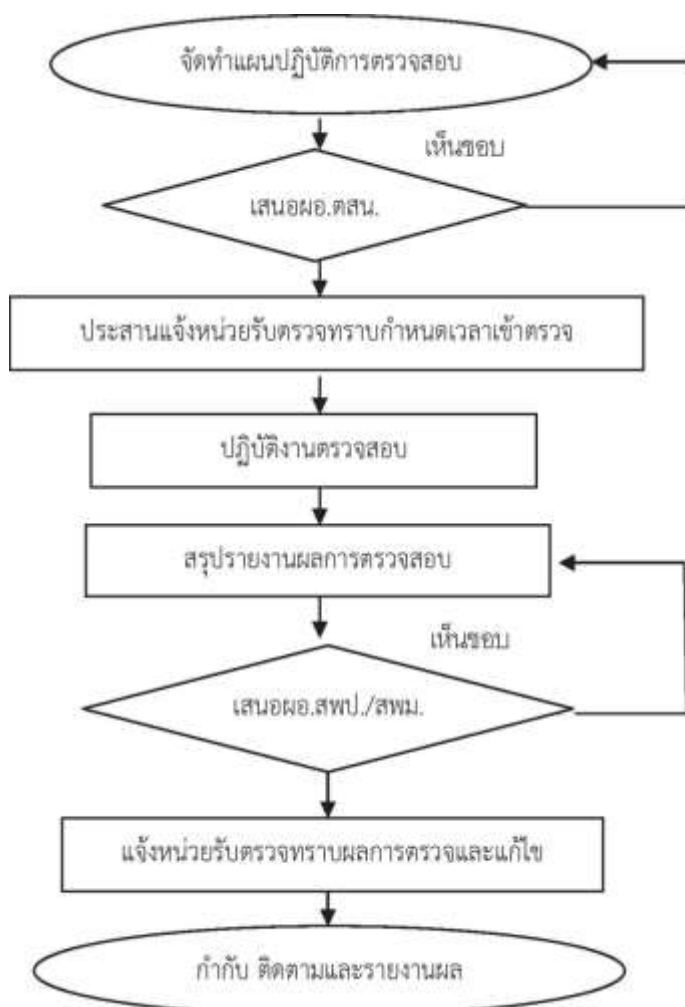 จัดทำแผนปฏิบัติการตรวจสอบ
เห็นชอบ
เสนอผอ.ตสน.
ประสานแจ้งหน่วยรับตรวจทราบกำหนดเวลาเข้าตรวจ
ปฏิบัติงานตรวจสอบ
สรุปรายงานผลการตรวจสอบ
เห็นชอบ
เสนอผอ.สพป./สพม.
แจ้งหน่วยรับตรวจทราบผลการตรวจและแก้ไข
กำกับ ติดตามและรายงานผล